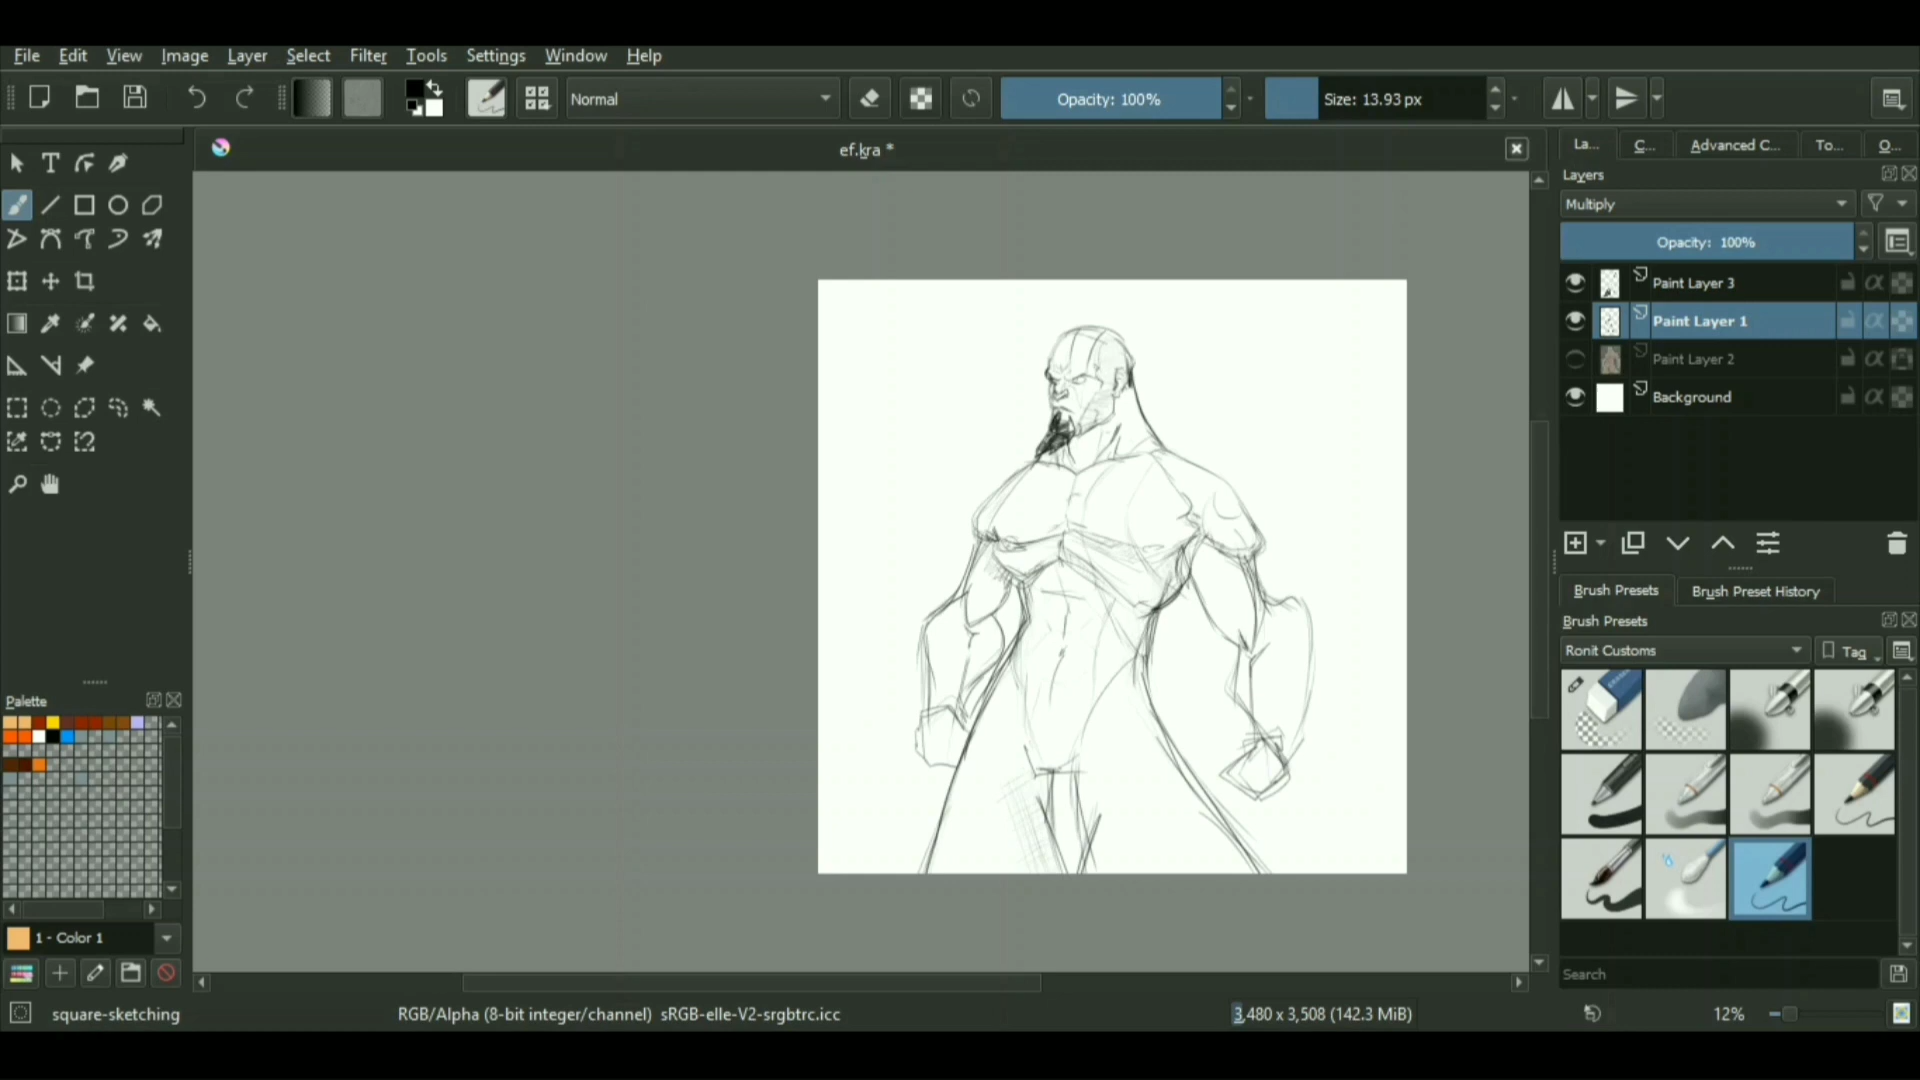 File Edit View Image Layer Select Filter Tools Settings Window Help
Normal Opacity: 100% Size: 13.93 px
ef.kra *
La... C... Advanced C... To... O...
Layers
Multiply
Opacity: 100%
Paint Layer 3
Paint Layer 1
Paint Layer 2
Background
Brush Presets Brush Preset History
Brush Presets
Ronit Customs Tag
Palette
1 - Color 1
Search
square-sketching RGB/Alpha (8-bit integer/channel) sRGB-elle-V2-srgbtrc.icc 3,480 x 3,508 (142.3 MiB) 12%